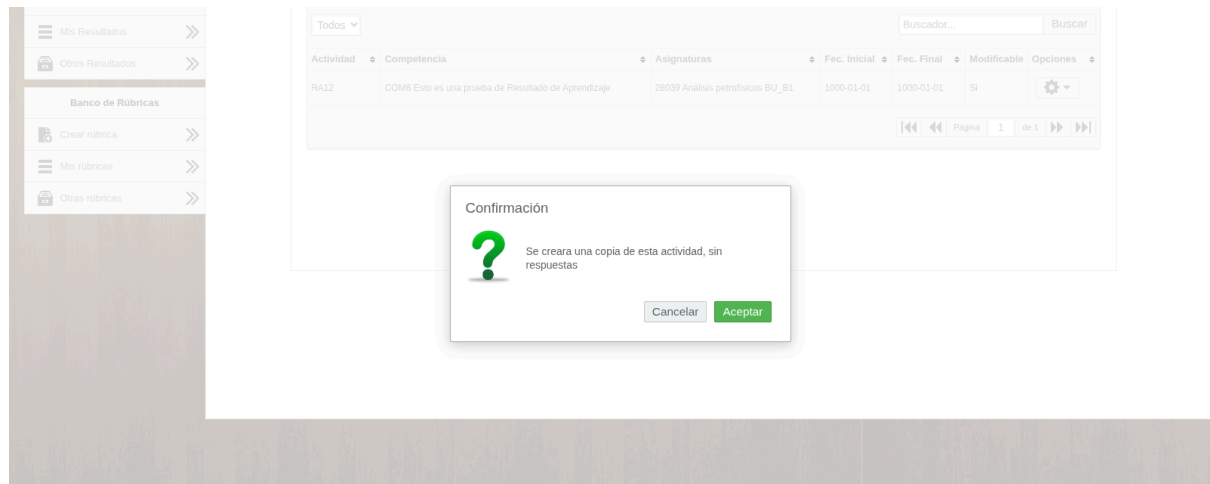 Mis Resultados
Otros Resultados
Banco de Rúbricas
Crear rúbrica
Mis rúbricas
Otras rúbricas
Todos
Buscador... Buscar
Actividad Competencia Asignaturas Fec. Inicial Fec. Final Modificable Opciones
RA12 COM6 Esto es una prueba de Resultado de Aprendizaje 28039 Análisis petrofísicos BU_B1 1000-01-01 1000-01-01 SI
Página 1 de 1
Confirmación
Se creara una copia de esta actividad, sin
respuestas
Cancelar Aceptar